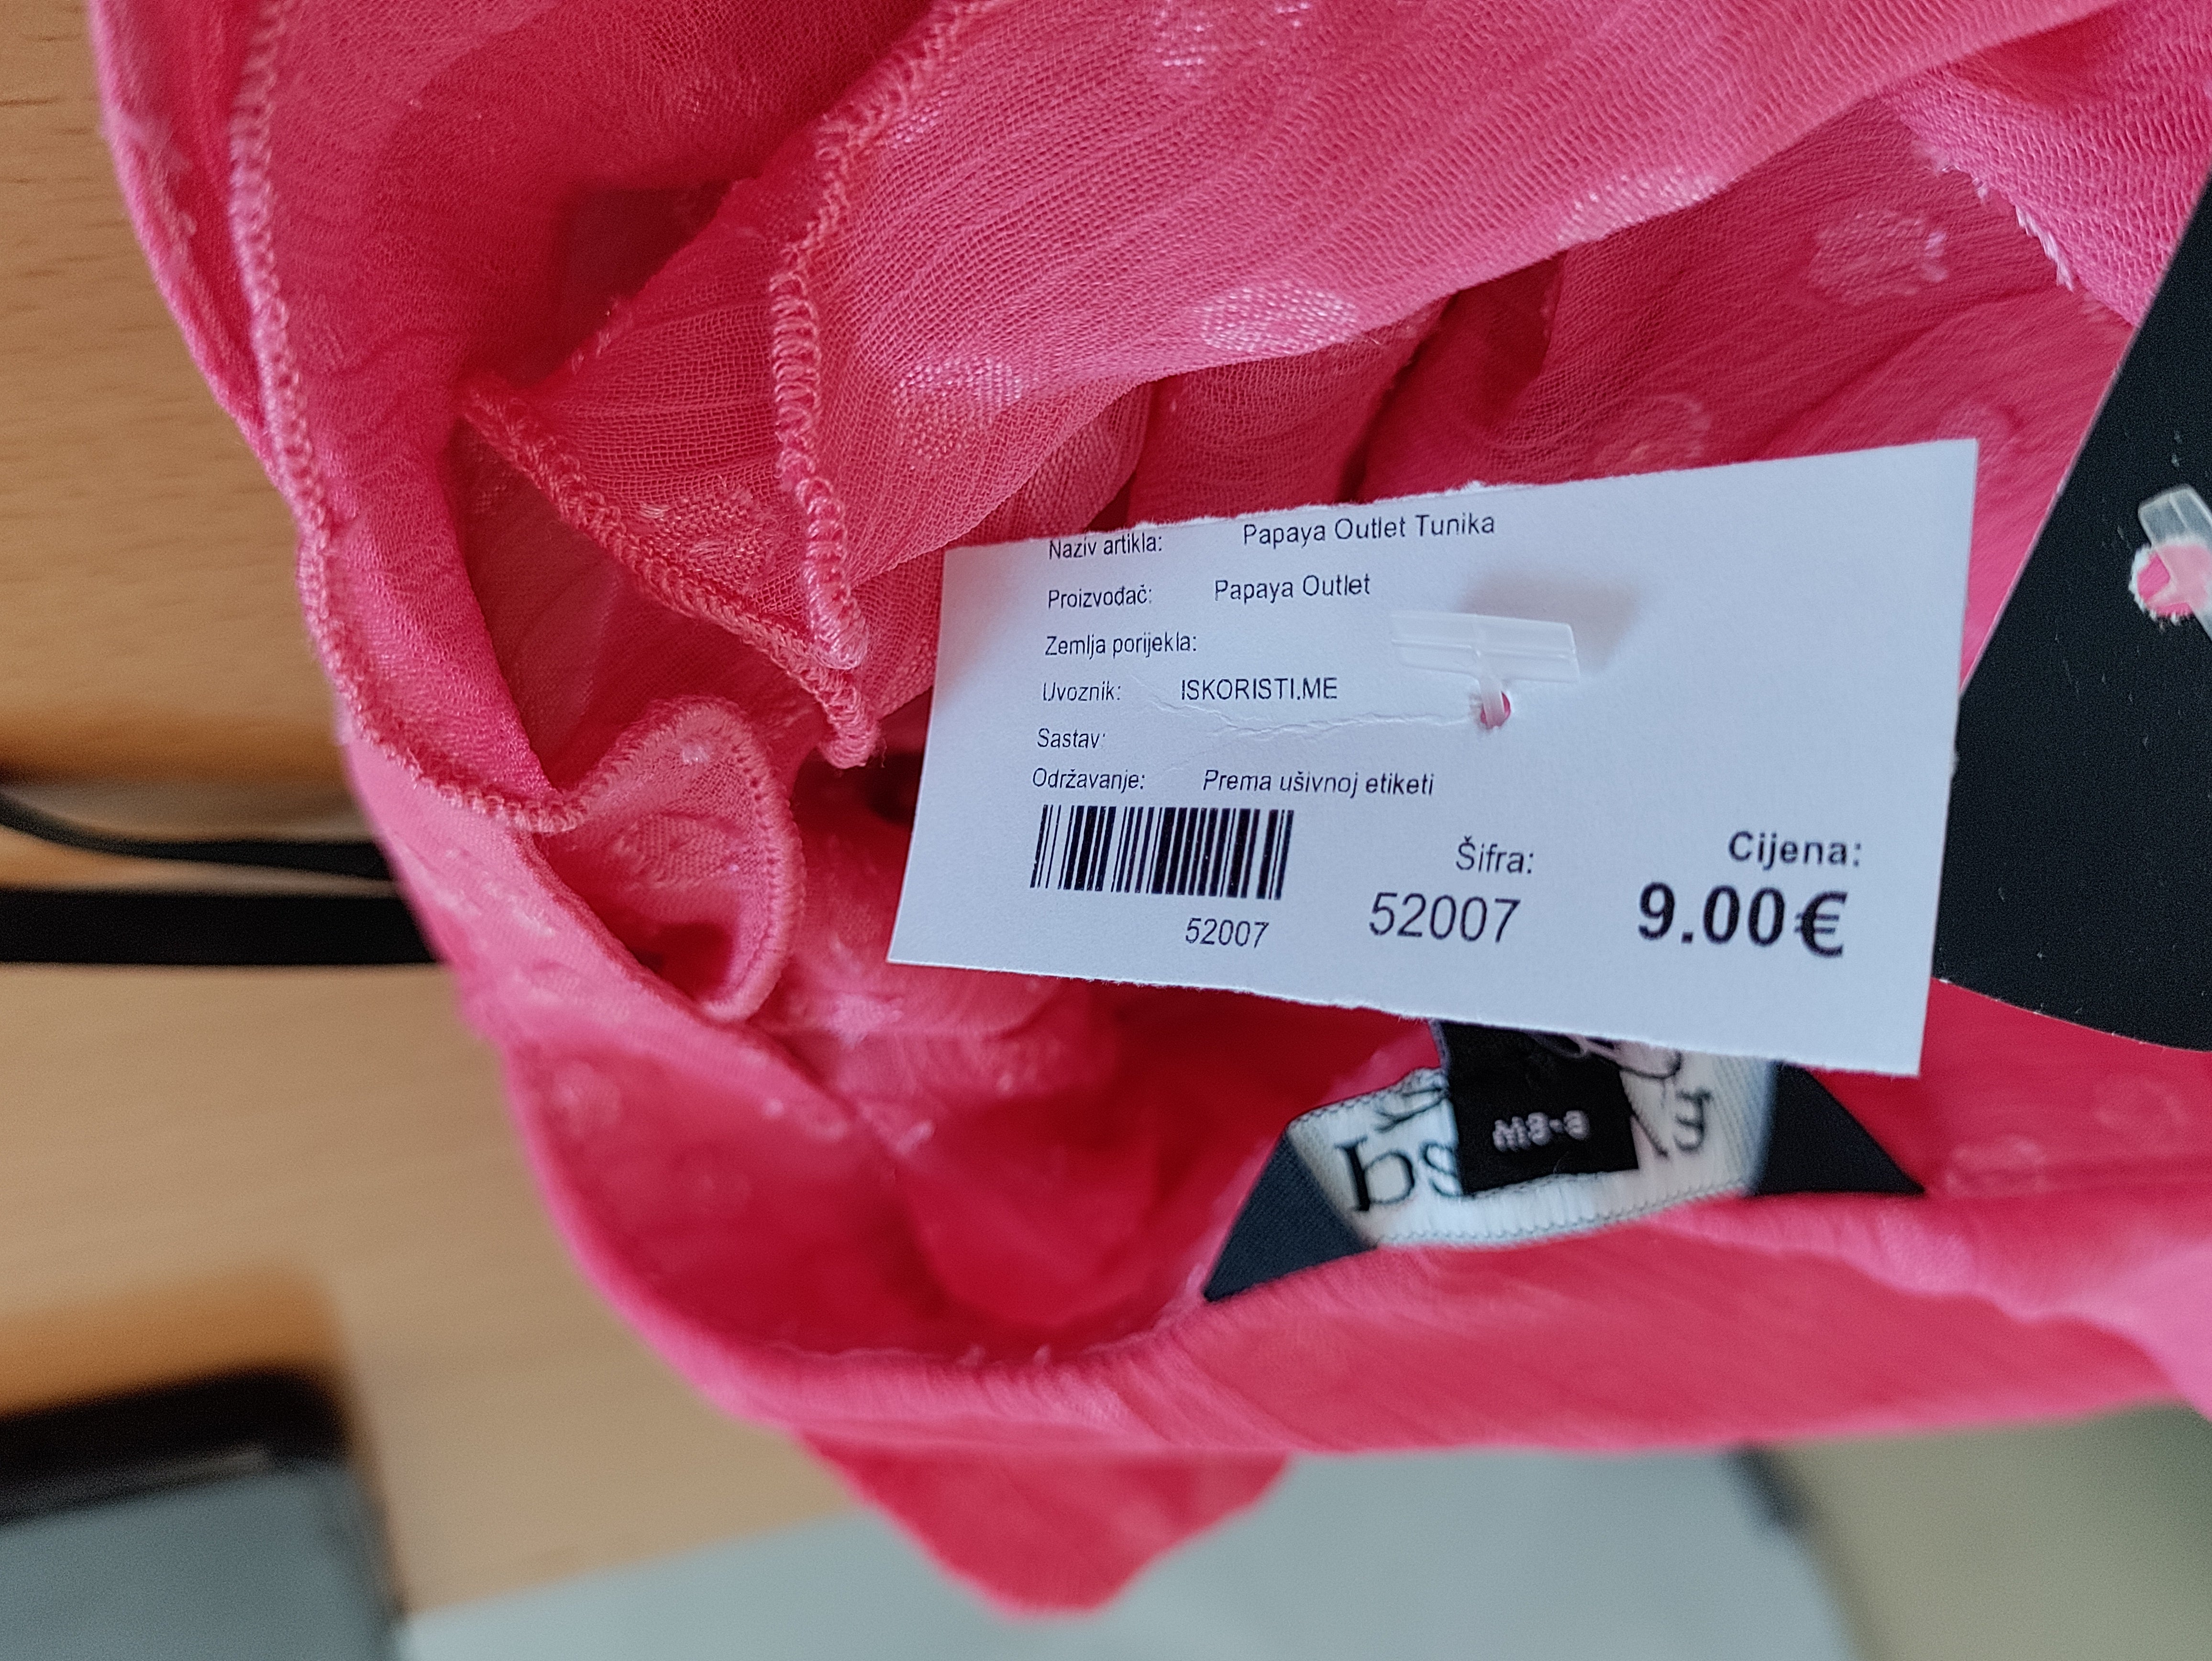 Naziv artikla: Papaya Outlet Tunika
Proizvođač: Papaya Outlet
Zemlja porijekla:
Uvoznik: ISKORISTI.ME
Sastav:
Održavanje: Prema ušivnoj etiketi
Šifra: Cijena:
52007 52007 9.00€